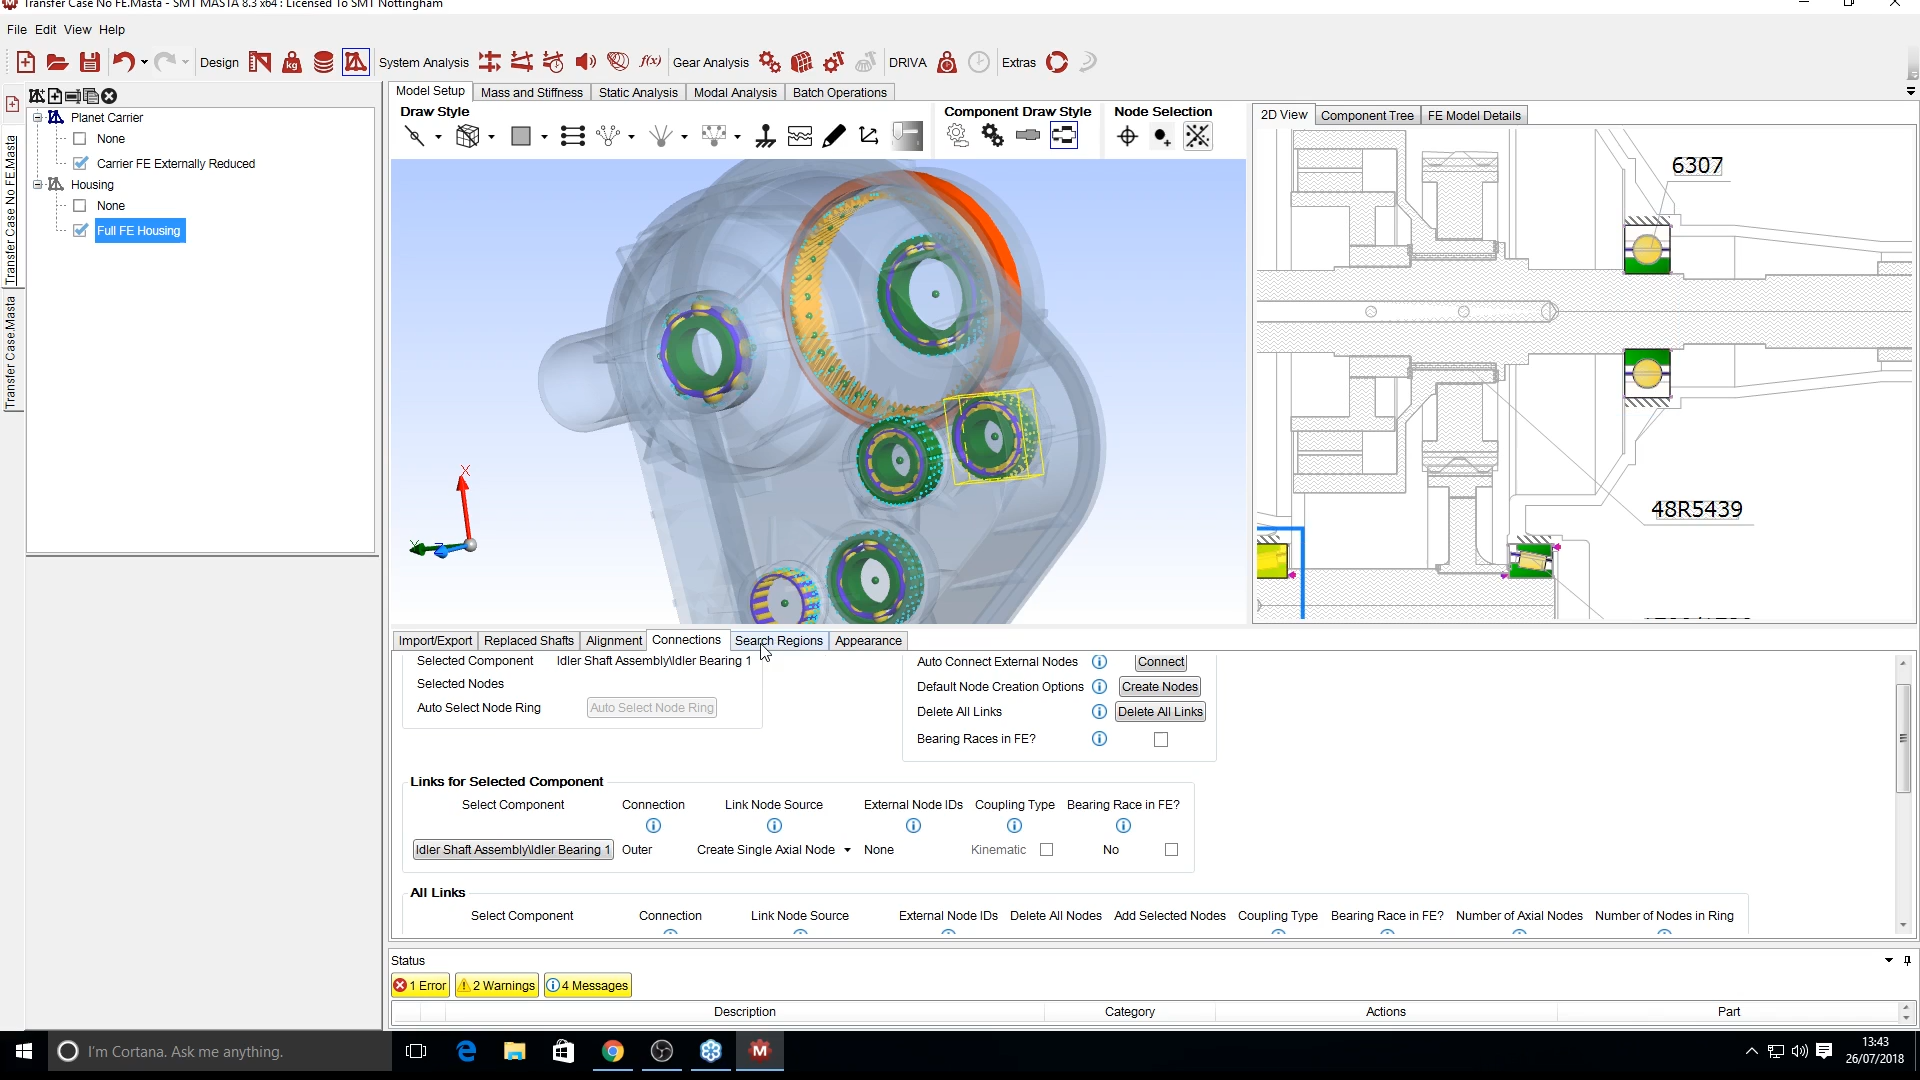 Transfer Case No FE.Masta - SMT MASTA 8.3 x64 : Licensed To SMT Nottingham
File Edit View Help
Design System Analysis f(x) Gear Analysis DRIVA Extras
kg
Transfer Case No FE.Masta
Transfer Case.Masta
Planet Carrier
None
Carrier FE Externally Reduced
Housing
None
Full FE Housing
Model Setup Mass and Stiffness Static Analysis Modal Analysis Batch Operations
Draw Style Component Draw Style Node Selection
X
Y Z
2D View Component Tree FE Model Details
6307
48R5439
Import/Export Replaced Shafts Alignment Connections Search Regions Appearance
Selected Component Idler Shaft Assembly\Idler Bearing 1
Selected Nodes
Auto Select Node Ring Auto Select Node Ring
Auto Connect External Nodes Connect
Default Node Creation Options Create Nodes
Delete All Links Delete All Links
Bearing Races in FE?
Links for Selected Component
Select Component Connection Link Node Source External Node IDs Coupling Type Bearing Race in FE?
Idler Shaft Assembly\Idler Bearing 1 Outer Create Single Axial Node None Kinematic No
All Links
Select Component Connection Link Node Source External Node IDs Delete All Nodes Add Selected Nodes Coupling Type Bearing Race in FE? Number of Axial Nodes Number of Nodes in Ring
Status
1 Error 2 Warnings 4 Messages
Description Category Actions Part
I'm Cortana. Ask me anything.
M
13:43
26/07/2018